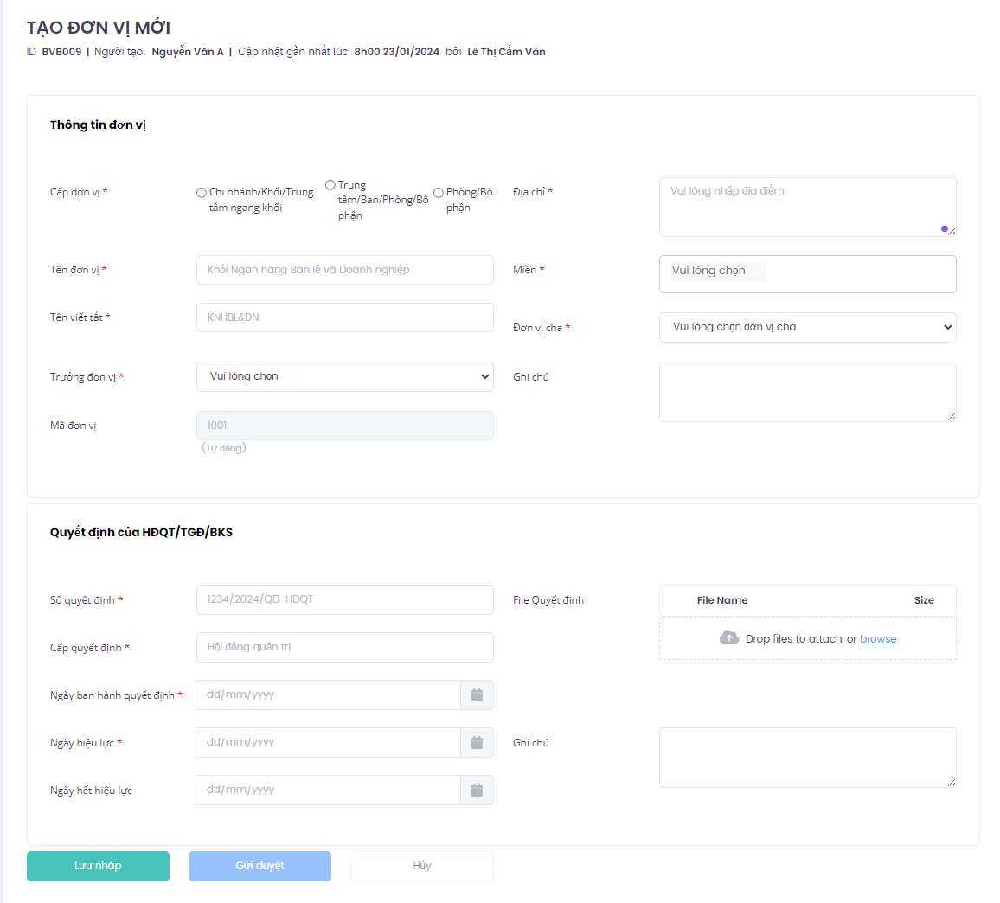 TẠO ĐƠN VỊ MỚI
ID BVB009 | Người tạo: Nguyễn Văn A | Cập nhật gần nhất lúc 8h00 23/01/2024 bởi Lê Thị Cẩm Vân
Thông tin đơn vị
Cấp đơn vị *
Chi nhánh/Khối/Trung
tâm ngang khối
Trung
tâm/Ban/Phòng/Bộ
phận
Phòng/Bộ
phận
Địa chỉ *
Vui lòng nhập địa điểm
Tên đơn vị *
Khối Ngân hàng Bán lẻ và Doanh nghiệp
Miền *
Vui lòng chọn
Tên viết tắt *
KNHBL&DN
Đơn vị cha *
Vui lòng chọn đơn vị cha
Trưởng đơn vị *
Vui lòng chọn
Ghi chú
Mã đơn vị
1001
(Tự động)
Quyết định của HĐQT/TGĐ/BKS
Số quyết định *
1234/2024/QĐ-HĐQT
File Quyết định
File Name Size
Drop files to attach, or browse
Cấp quyết định *
Hội đồng quản trị
Ngày ban hành quyết định *
dd/mm/yyyy
Ngày hiệu lực *
dd/mm/yyyy
Ghi chú
Ngày hết hiệu lực
dd/mm/yyyy
Lưu nháp
Gửi duyệt
Hủy